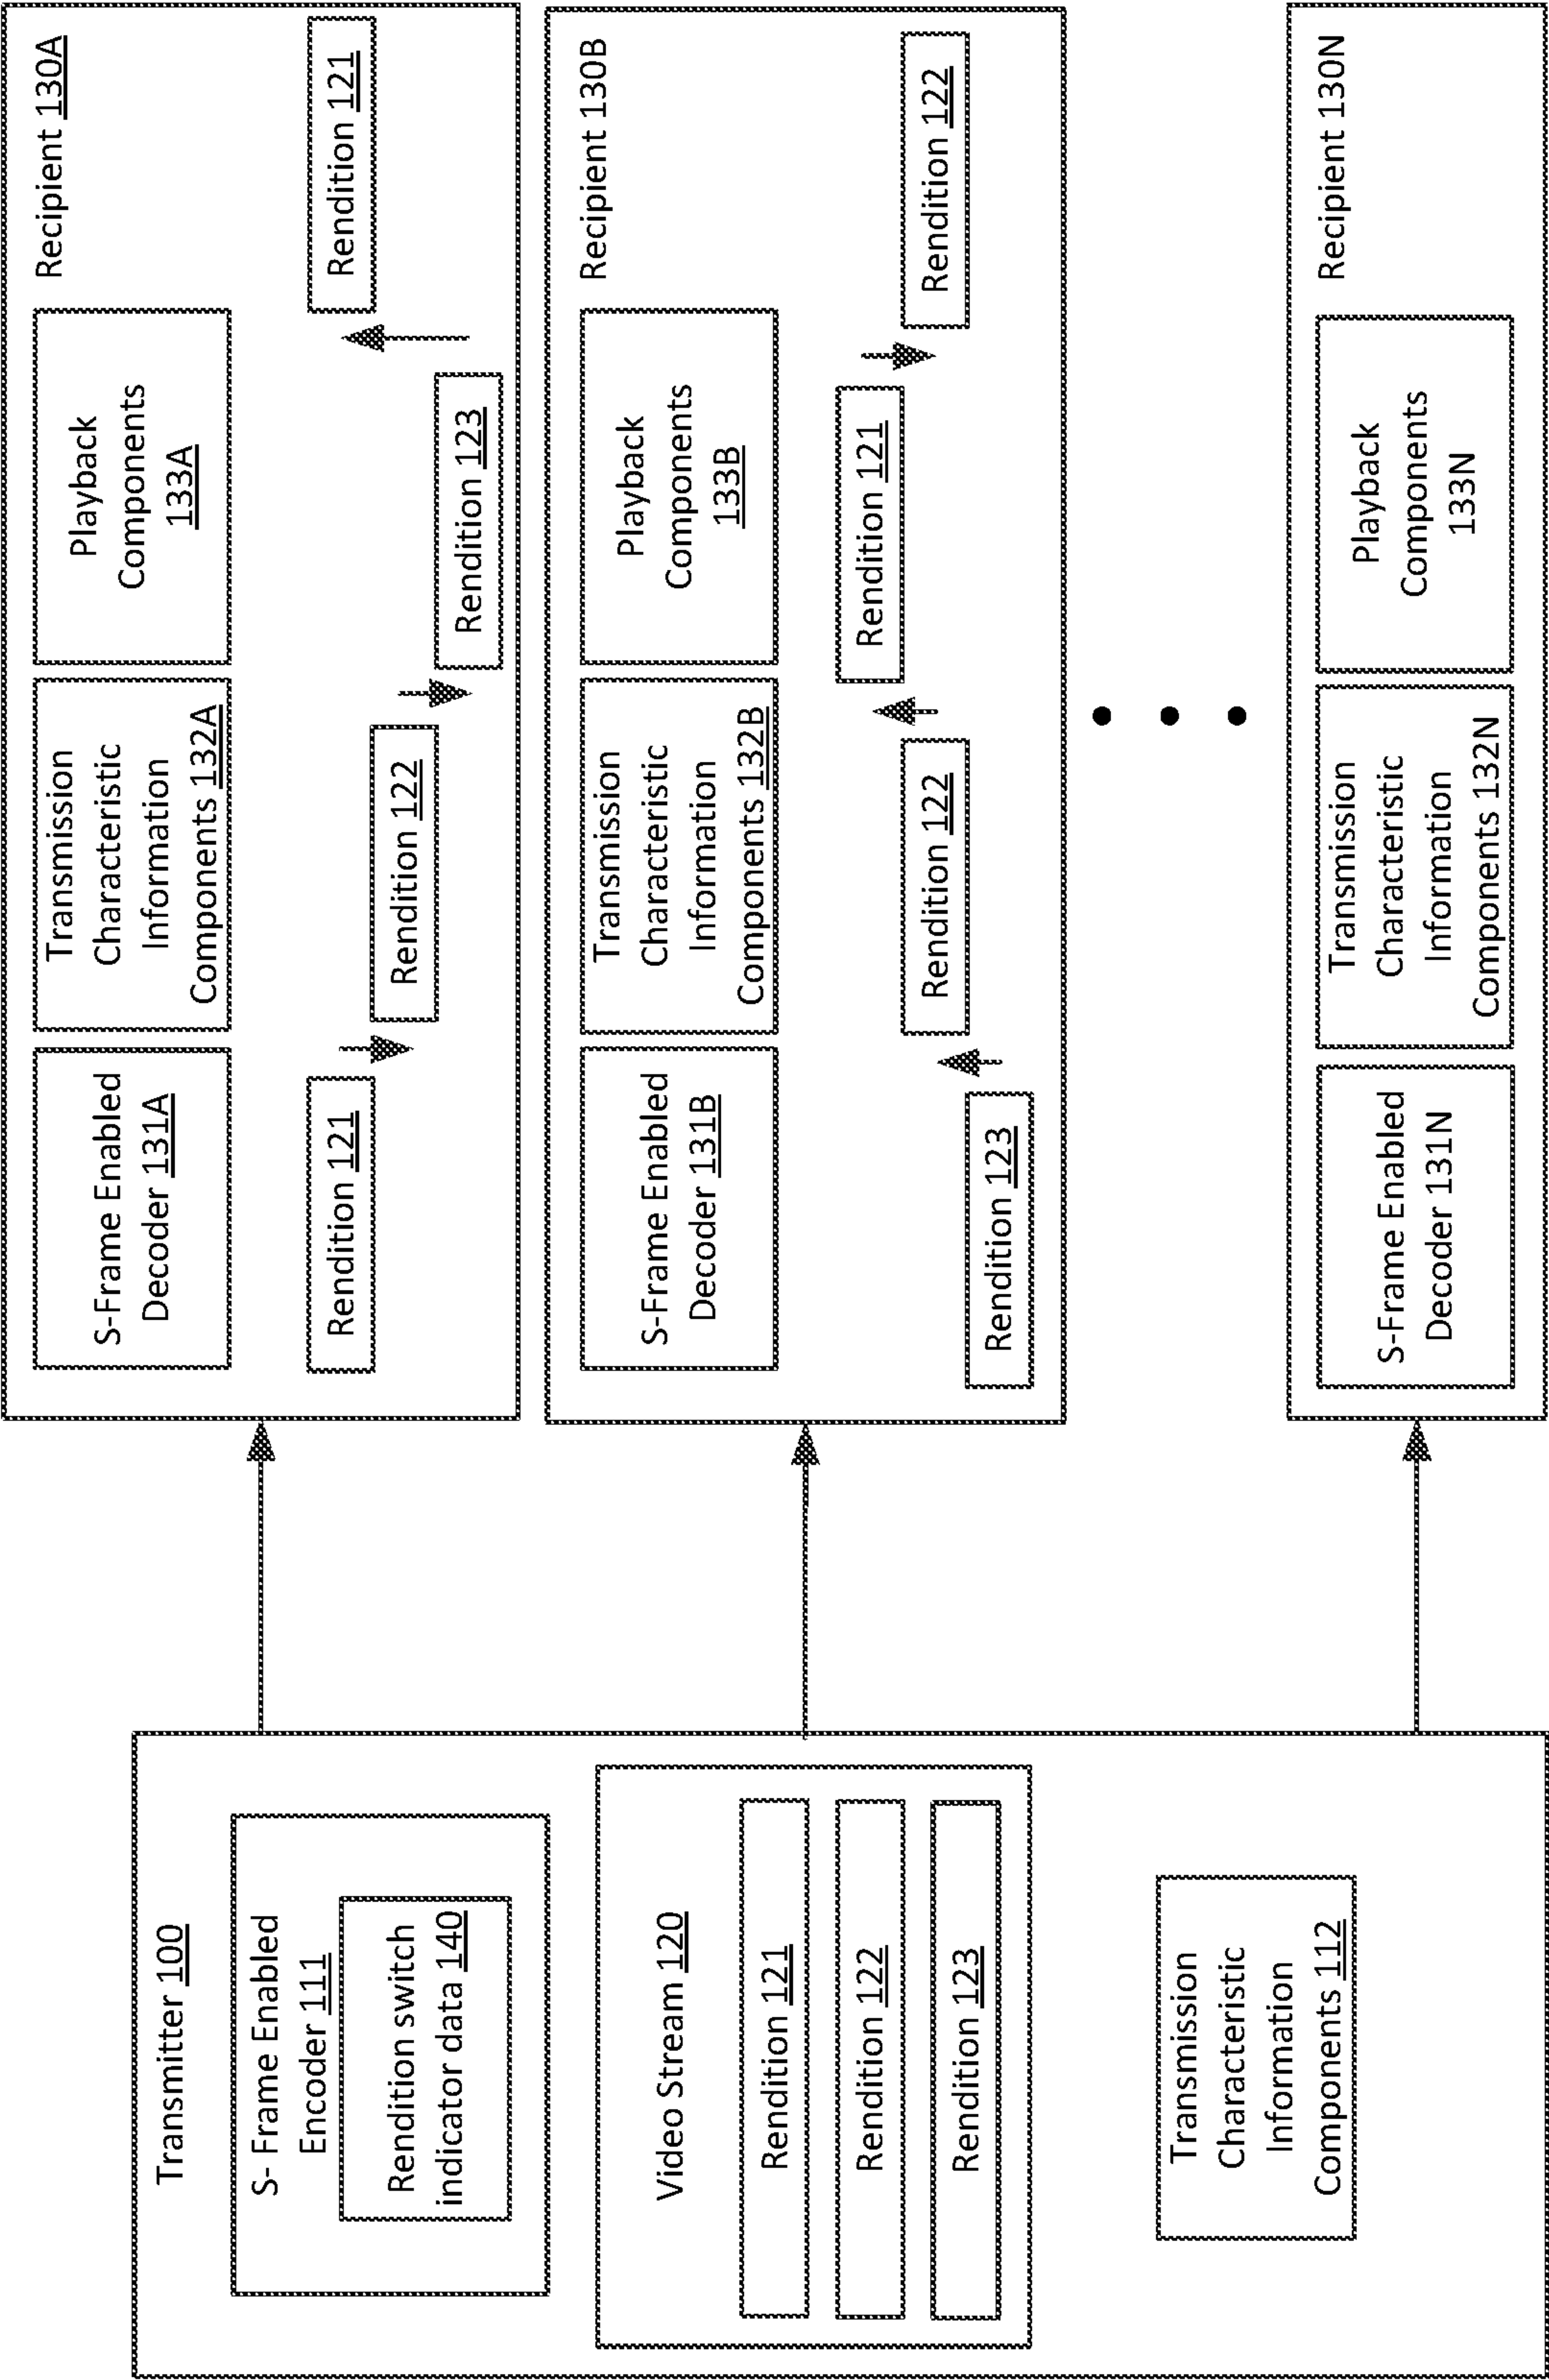 Transmitter 100
S- Frame Enabled
Encoder 111
Rendition switch
indicator data 140
Video Stream 120
Rendition 121
Rendition 122
Rendition 123
Transmission
Characteristic
Information
Components 112
Recipient 130A
S-Frame Enabled
Decoder 131A
Transmission
Characteristic
Information
Components 132A
Playback
Components
133A
Rendition 121
Rendition 122
Rendition 123
Rendition 121
Recipient 130B
S-Frame Enabled
Decoder 131B
Transmission
Characteristic
Information
Components 132B
Playback
Components
133B
Rendition 123
Rendition 122
Rendition 121
Rendition 122
Recipient 130N
S-Frame Enabled
Decoder 131N
Transmission
Characteristic
Information
Components 132N
Playback
Components
133N